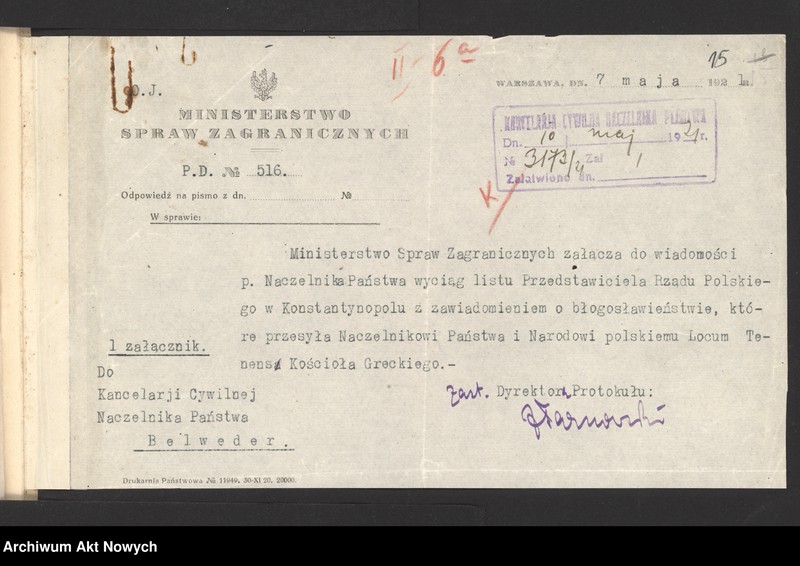 II-6a
15
O.J.
WARSZAWA, DN. 7 maja 1921
MINISTERSTWO
SPRAW ZAGRANICZNYCH
KANCELARJA CYWILNA NACZELNIKA PAŃSTWA
Dn. 10 maj 1921 r.
№ 3173/21 Zał 1
Załatwiono dn.
P.D. № 516.
Odpowiedź na pismo z dn. №
W sprawie:
K
Ministerstwo Spraw Zagranicznych załacza do wiadomości
p. Naczelnika Państwa wyciąg listu Przedstawiciela Rządu Polskie-
go w Konstantynopolu z zawiadomieniem o błogosławieństwie, któ-
re przesyła Naczelnikowi Państwa i Narodowi polskiemu Locum Te-
nens Kościoła Greckiego.-
1 załącznik.
Do
Kancelarji Cywilnej
Naczelnika Państwa
Belweder.
Zast. Dyrektora Protokułu:
Drukarnia Państwowa № 11949. 30-XI 20. 20000.
Archiwum Akt Nowych